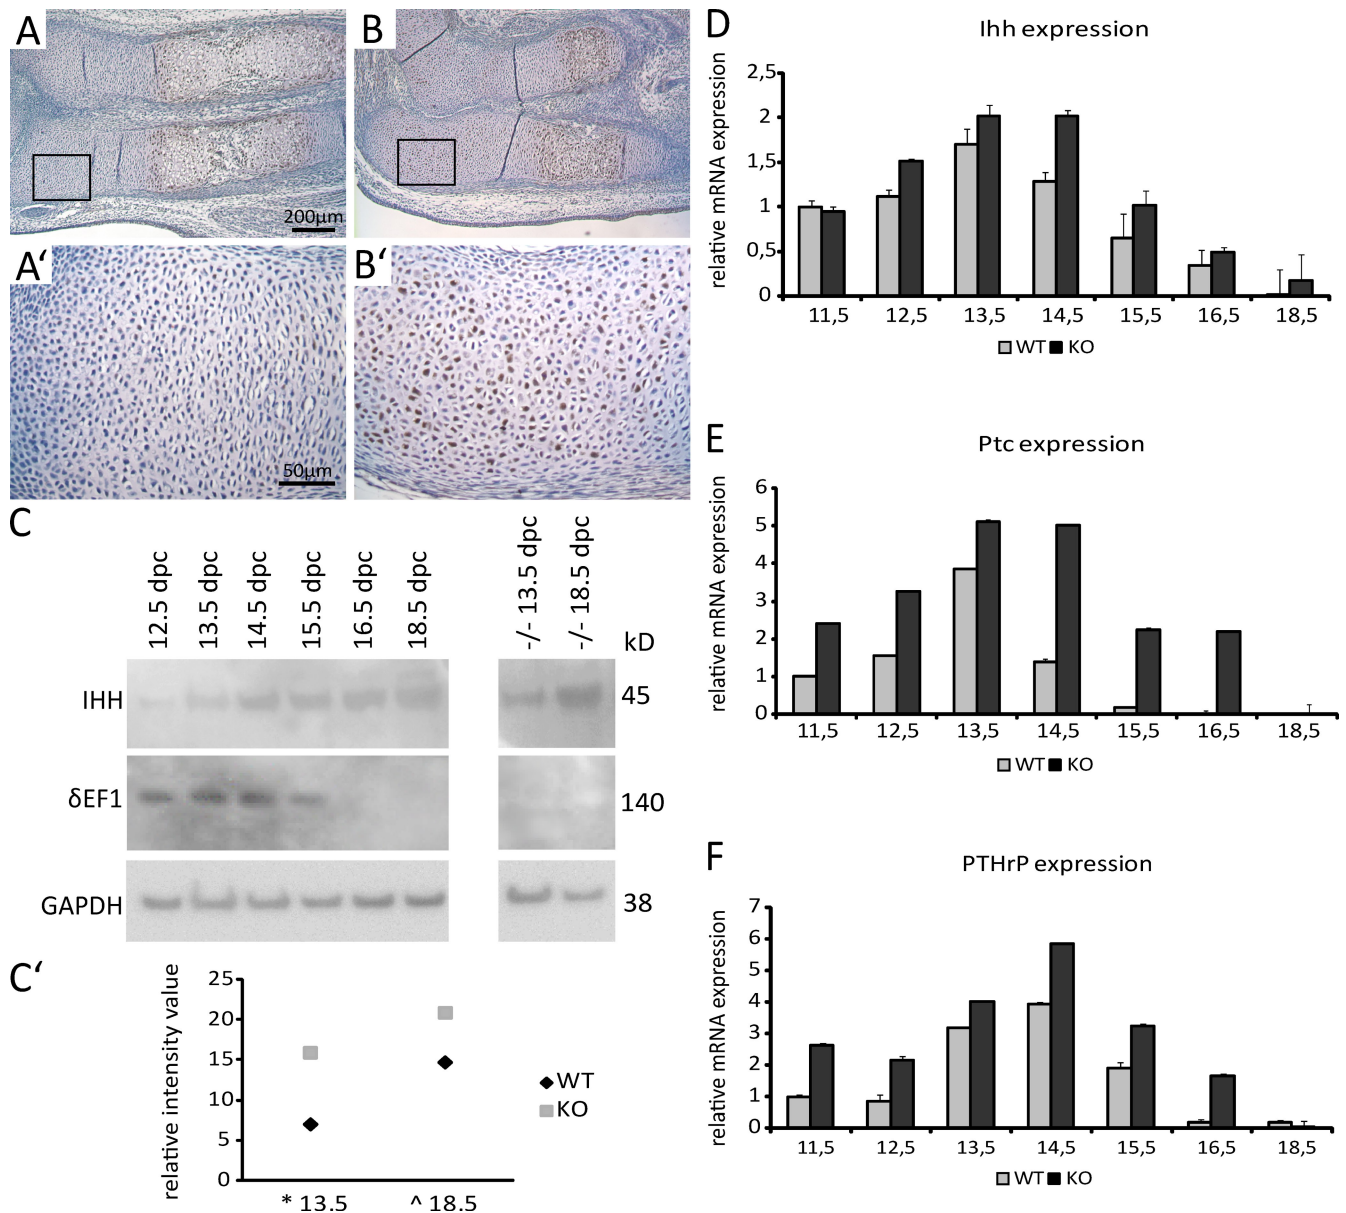 A
B
200µm
A'
B'
50µm
C
12.5 dpc
13.5 dpc
14.5 dpc
15.5 dpc
16.5 dpc
18.5 dpc
-/- 13.5 dpc
-/- 18.5 dpc
kD
IHH
45
δEF1
140
GAPDH
38
C'
relative intensity value
25
20
15
10
5
0
* 13.5
^ 18.5
WT
KO
D
Ihh expression
relative mRNA expression
2,5
2
1,5
1
0,5
0
11,5 12,5 13,5 14,5 15,5 16,5 18,5
WT KO
E
Ptc expression
relative mRNA expression
6
5
4
3
2
1
0
11,5 12,5 13,5 14,5 15,5 16,5 18,5
WT KO
F
PTHrP expression
relative mRNA expression
7
6
5
4
3
2
1
0
11,5 12,5 13,5 14,5 15,5 16,5 18,5
WT KO